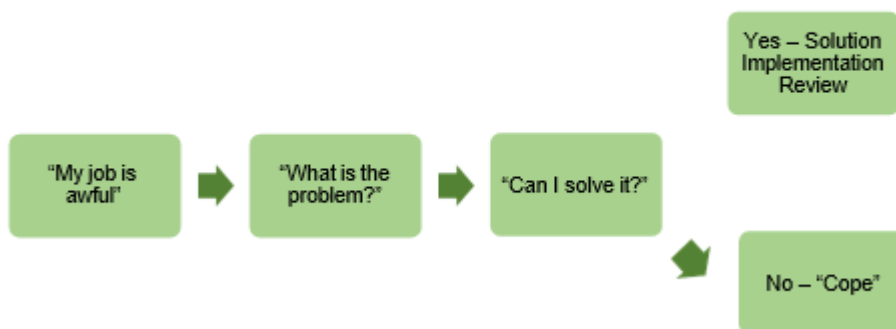 Yes – Solution
Implementation
Review
“My job is
awful”
“What is the
problem?”
“Can I solve it?”
No – “Cope”